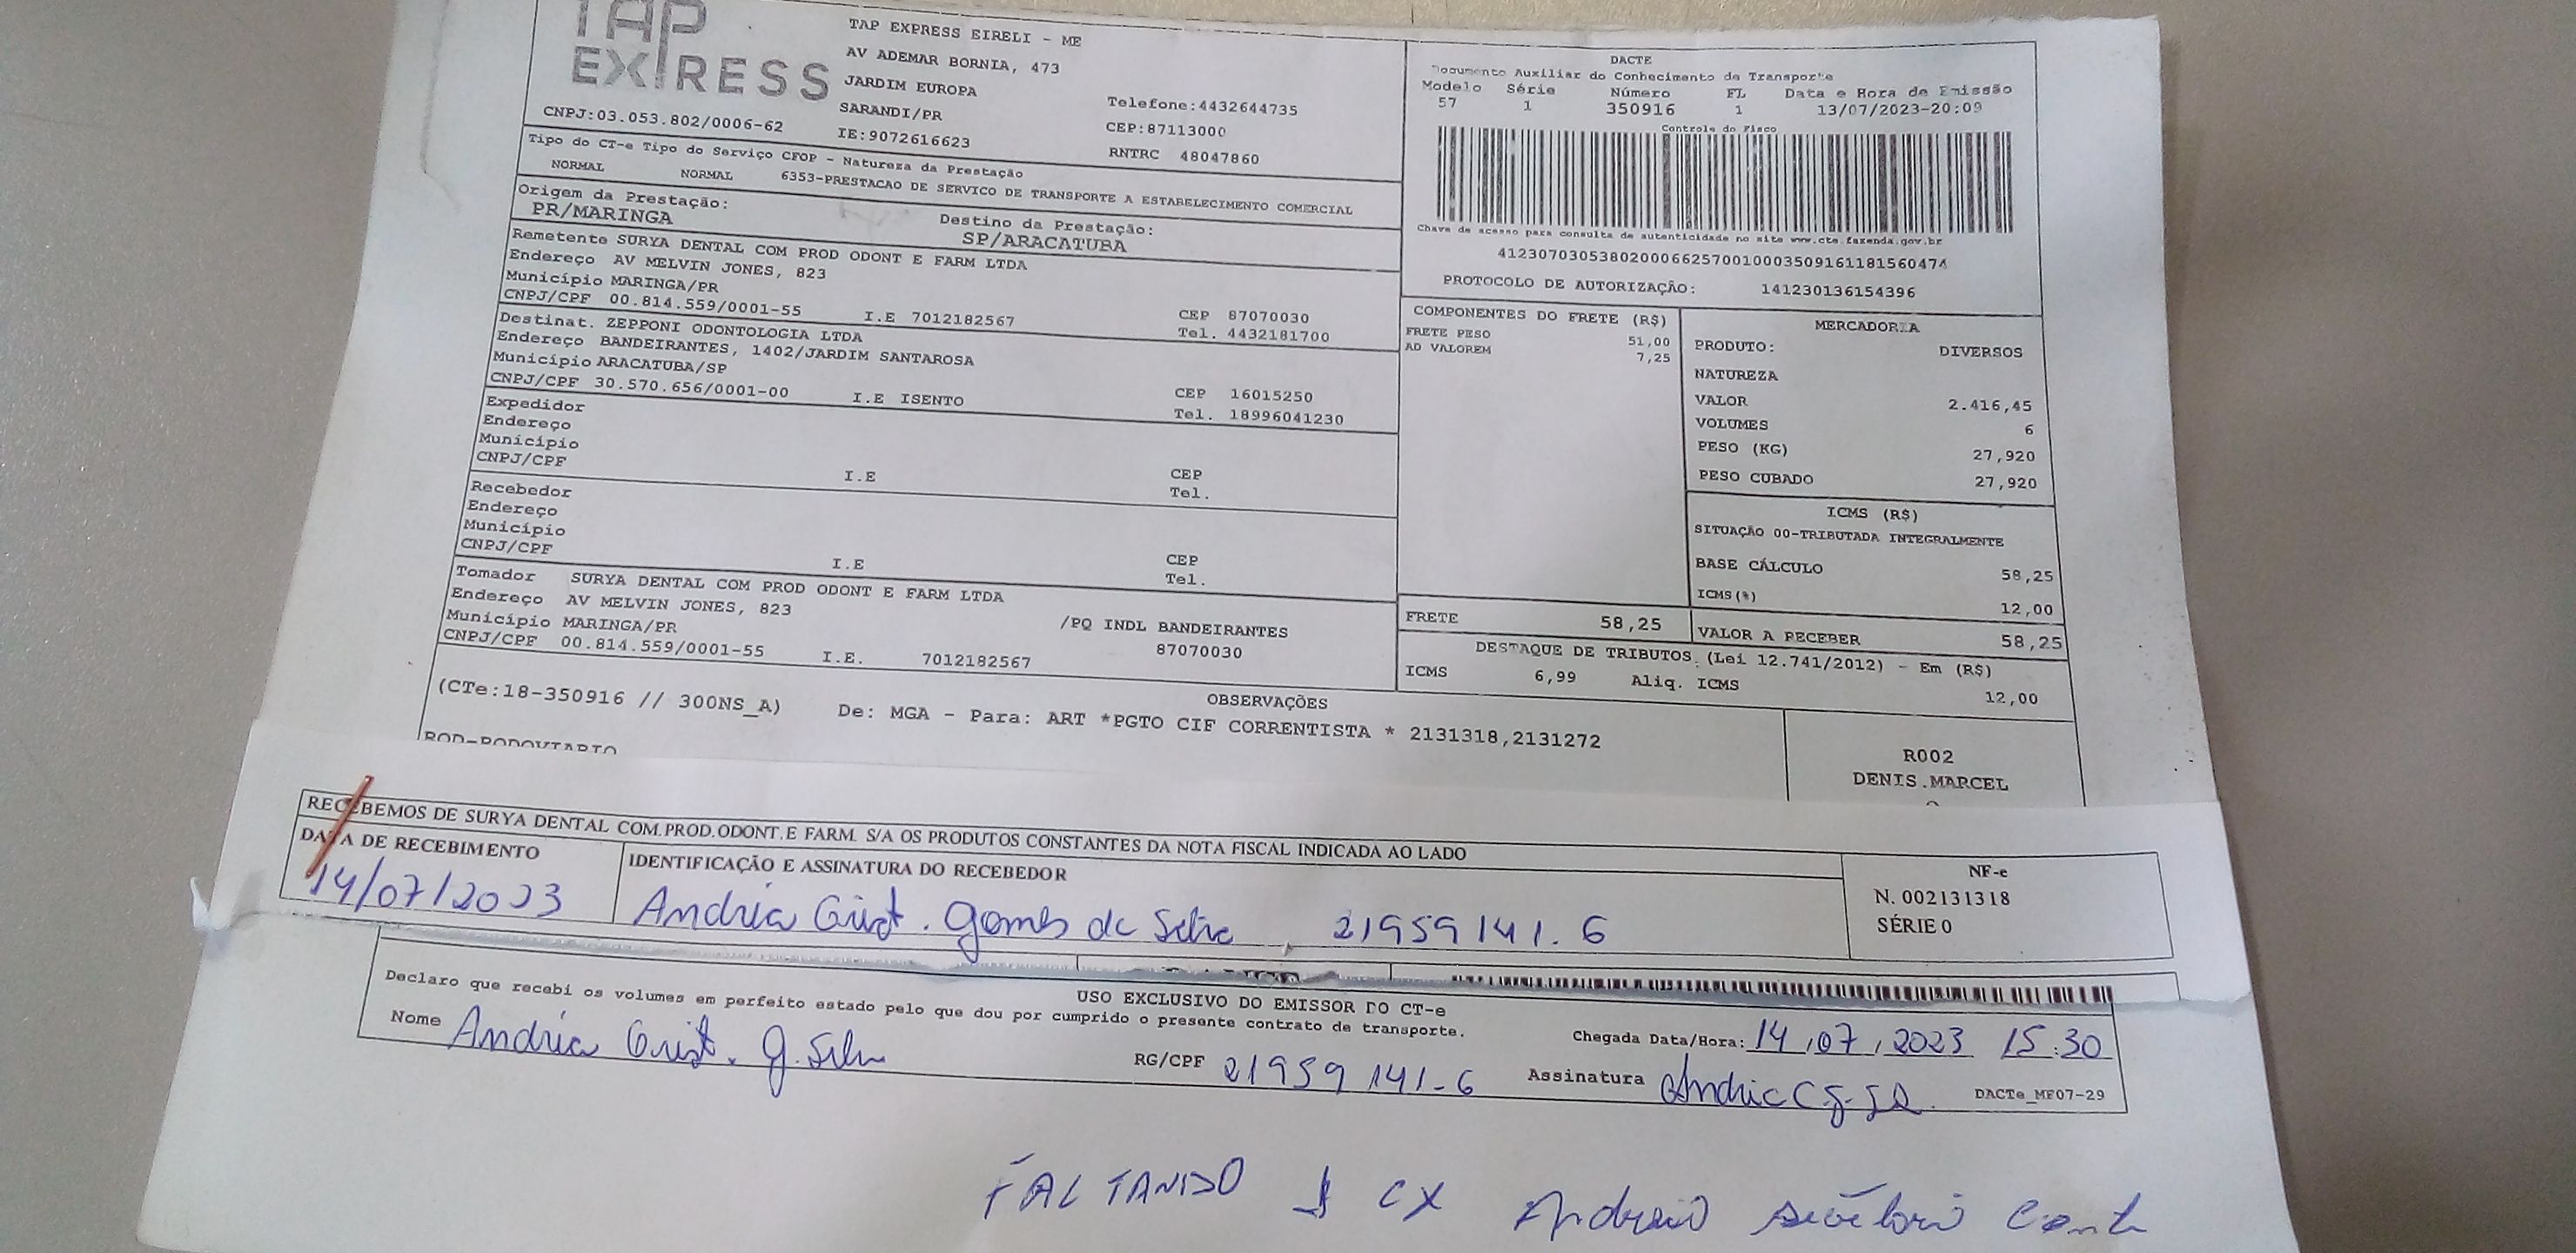 TAP
EXPRESS
CNPJ:03.053.802/0006-62
TAP EXPRESS EIRELI - ME
AV ADEMAR BORNIA, 473
JARDIM EUROPA
SARANDI/PR
IE:9072616623
Telefone:4432644735
CEP:87113000
RNTRC 48047860
DACTE
Documento Auxiliar do Conhecimento de Transporte
Modelo Série Número FL Data e Hora de Emissão
57 1 350916 1 13/07/2023-20:09
Controle do Fisco
Chave de acesso para consulta de autenticidade no site www.cte.fazenda.gov.br
41230703053802000662570010003509161181560474
PROTOCOLO DE AUTORIZAÇÃO: 141230136154396
Tipo do CT-e Tipo do Serviço CFOP - Natureza da Prestação
NORMAL NORMAL 6353-PRESTACAO DE SERVICO DE TRANSPORTE A ESTABELECIMENTO COMERCIAL
Origem da Prestação: Destino da Prestação:
PR/MARINGA SP/ARACATUBA
Remetente SURYA DENTAL COM PROD ODONT E FARM LTDA
Endereço AV MELVIN JONES, 823
Município MARINGA/PR CEP 87070030
CNPJ/CPF 00.814.559/0001-55 I.E 7012182567 Tel. 4432181700
Destinat. ZEPPONI ODONTOLOGIA LTDA
Endereço BANDEIRANTES, 1402/JARDIM SANTAROSA
Município ARACATUBA/SP CEP 16015250
CNPJ/CPF 30.570.656/0001-00 I.E ISENTO Tel. 18996041230
Expedidor
Endereço
Município CEP
CNPJ/CPF I.E Tel.
Recebedor
Endereço
Município CEP
CNPJ/CPF I.E Tel.
Tomador SURYA DENTAL COM PROD ODONT E FARM LTDA
Endereço AV MELVIN JONES, 823 /PQ INDL BANDEIRANTES
Município MARINGA/PR 87070030
CNPJ/CPF 00.814.559/0001-55 I.E. 7012182567
COMPONENTES DO FRETE (R$)
FRETE PESO 51,00
AD VALOREM 7,25
MERCADORIA
PRODUTO: DIVERSOS
NATUREZA
VALOR 2.416,45
VOLUMES 6
PESO (KG) 27,920
PESO CUBADO 27,920
ICMS (R$)
SITUAÇÃO 00-TRIBUTADA INTEGRALMENTE
BASE CÁLCULO 58,25
ICMS(%) 12,00
FRETE 58,25 VALOR A RECEBER 58,25
DESTAQUE DE TRIBUTOS (Lei 12.741/2012) - Em (R$)
ICMS 6,99 Aliq. ICMS 12,00
OBSERVAÇÕES
(CTe:18-350916 // 300NS_A) De: MGA - Para: ART *PGTO CIF CORRENTISTA * 2131318,2131272
ROD-RODOVIARIO
R002
DENIS.MARCEL
RECEBEMOS DE SURYA DENTAL COM.PROD.ODONT.E FARM. S/A OS PRODUTOS CONSTANTES DA NOTA FISCAL INDICADA AO LADO
DATA DE RECEBIMENTO IDENTIFICAÇÃO E ASSINATURA DO RECEBEDOR
14/07/2023 Andréa Crist. Gomes da Silva 21959141.6
NF-e
N. 002131318
SÉRIE 0
USO EXCLUSIVO DO EMISSOR DO CT-e
Declaro que recebi os volumes em perfeito estado pelo que dou por cumprido o presente contrato de transporte.
Nome Andréa Crist. G. Silva RG/CPF 21959141-6
Chegada Data/Hora: 14/07/2023 15:30
Assinatura DACTe_MF07-29
FALTANDO 1 CX